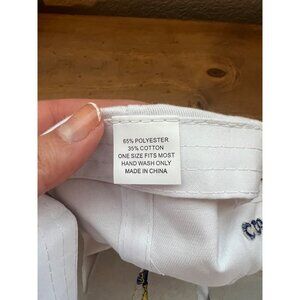 65% POLYESTER
35% COTTON
ONE SIZE FITS MOST
HAND WASH ONLY
MADE IN CHINA